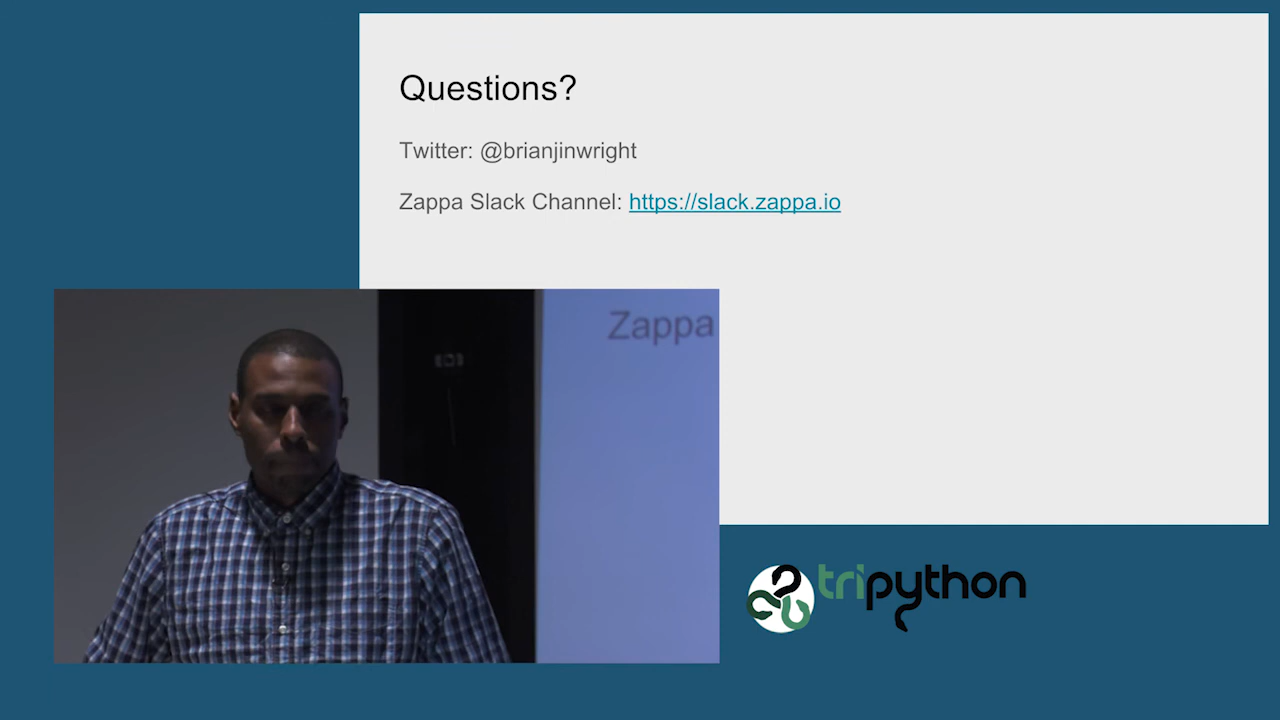 Questions?
Twitter: @brianjinwright
Zappa Slack Channel: https://slack.zappa.io
Zappa
tripython